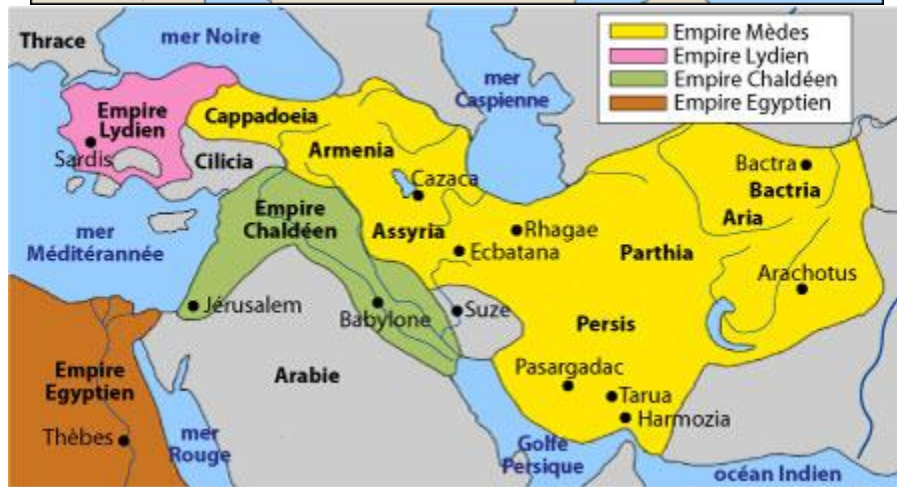 Thrace
mer Noire
mer
Caspienne
Empire Mèdes
Empire Lydien
Empire Chaldéen
Empire Egyptien
Empire
Lydien
Sardis
Cappadoeia
Cilicia
Armenia
Cazaca
Bactra
Bactria
Aria
mer
Méditérannée
Empire
Chaldéen
Assyria
Rhagae
Ecbatana
Parthia
Arachotus
Jérusalem
Babylone
Suze
Persis
Empire
Egyptien
Thèbes
Arabie
Pasargadac
Tarua
Harmozia
mer
Rouge
Golfe
Persique
océan Indien